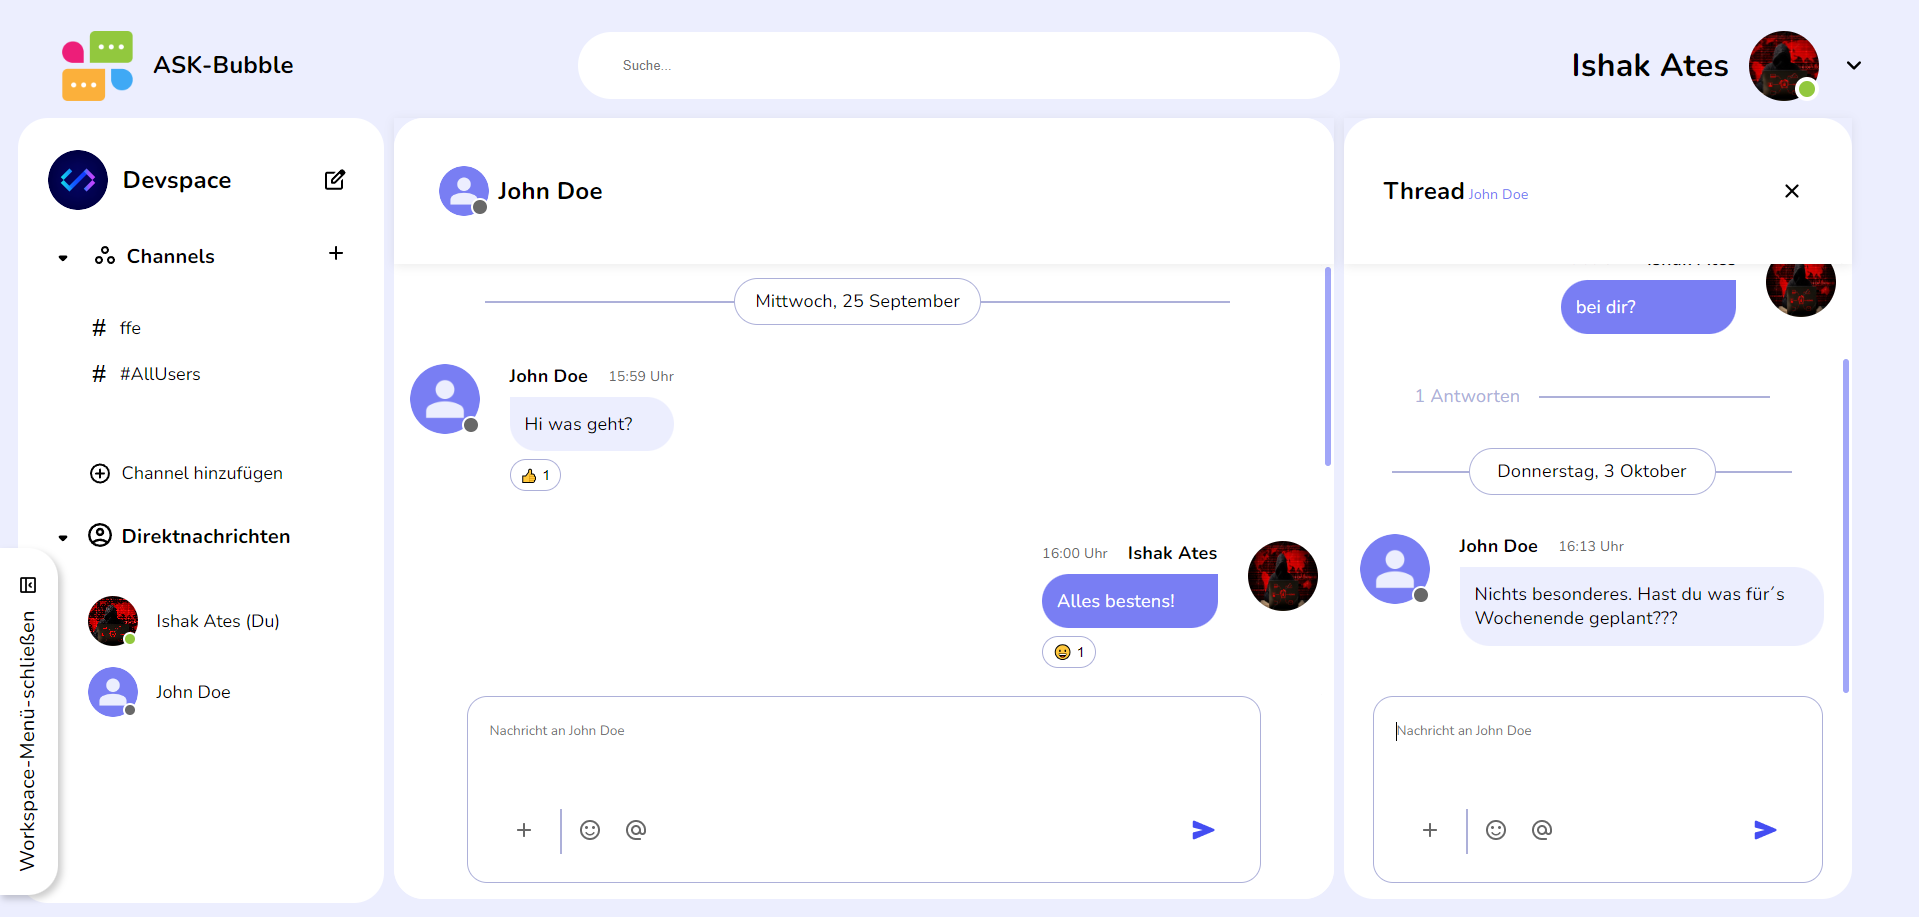 ASK-Bubble
Suche...
Ishak Ates
Devspace
Channels
# ffe
# #AllUsers
Channel hinzufügen
Direktnachrichten
Ishak Ates (Du)
John Doe
Workspace-Menü-schließen
John Doe
Mittwoch, 25 September
John Doe 15:59 Uhr
Hi was geht?
👍 1
16:00 Uhr Ishak Ates
Alles bestens!
😀 1
Nachricht an John Doe
Thread John Doe
Ishak Ates
bei dir?
1 Antworten
Donnerstag, 3 Oktober
John Doe 16:13 Uhr
Nichts besonderes. Hast du was für´s
Wochenende geplant???
Nachricht an John Doe